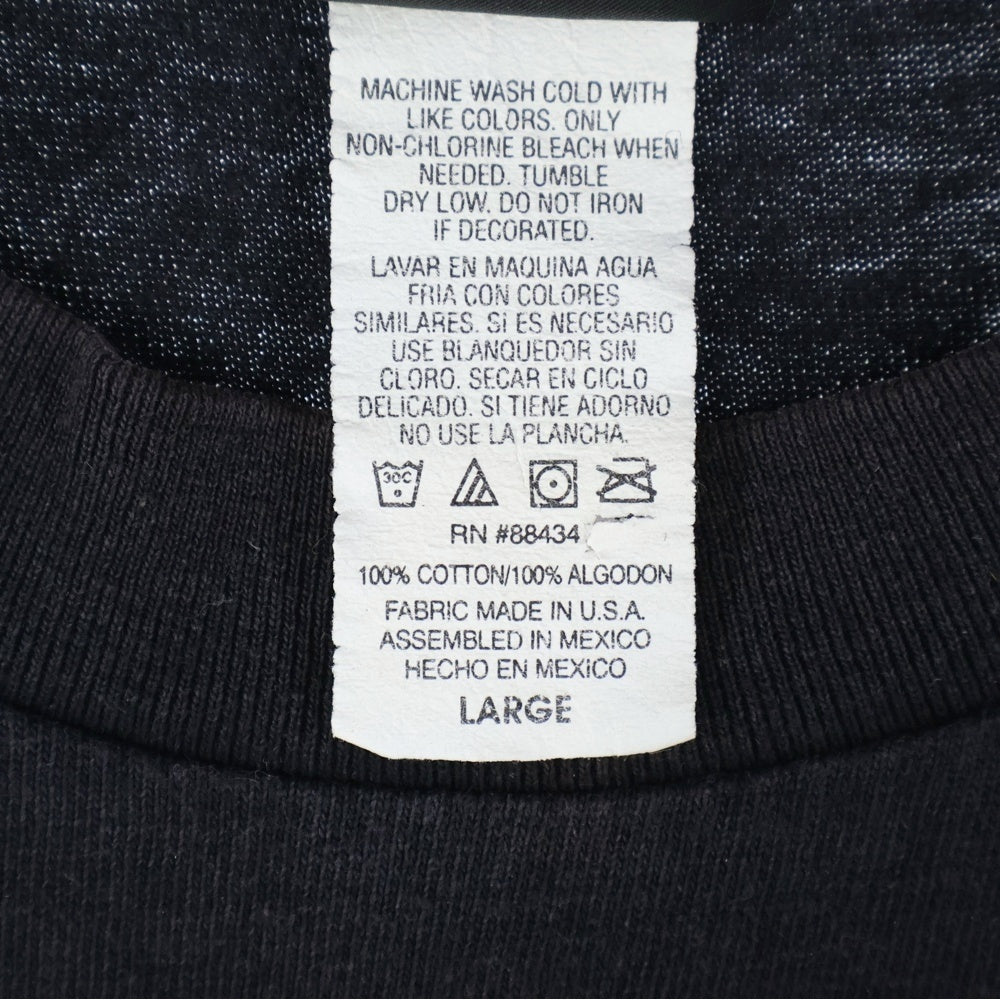 MACHINE WASH COLD WITH
LIKE COLORS. ONLY
NON-CHLORINE BLEACH WHEN
NEEDED. TUMBLE
DRY LOW. DO NOT IRON
IF DECORATED.
LAVAR EN MAQUINA AGUA
FRIA CON COLORES
SIMILARES. SI ES NECESARIO
USE BLANQUEDOR SIN
CLORO. SECAR EN CICLO
DELICADO. SI TIENE ADORNO
NO USE LA PLANCHA.
30C
RN #88434
100% COTTON/100% ALGODON
FABRIC MADE IN U.S.A.
ASSEMBLED IN MEXICO
HECHO EN MEXICO
LARGE